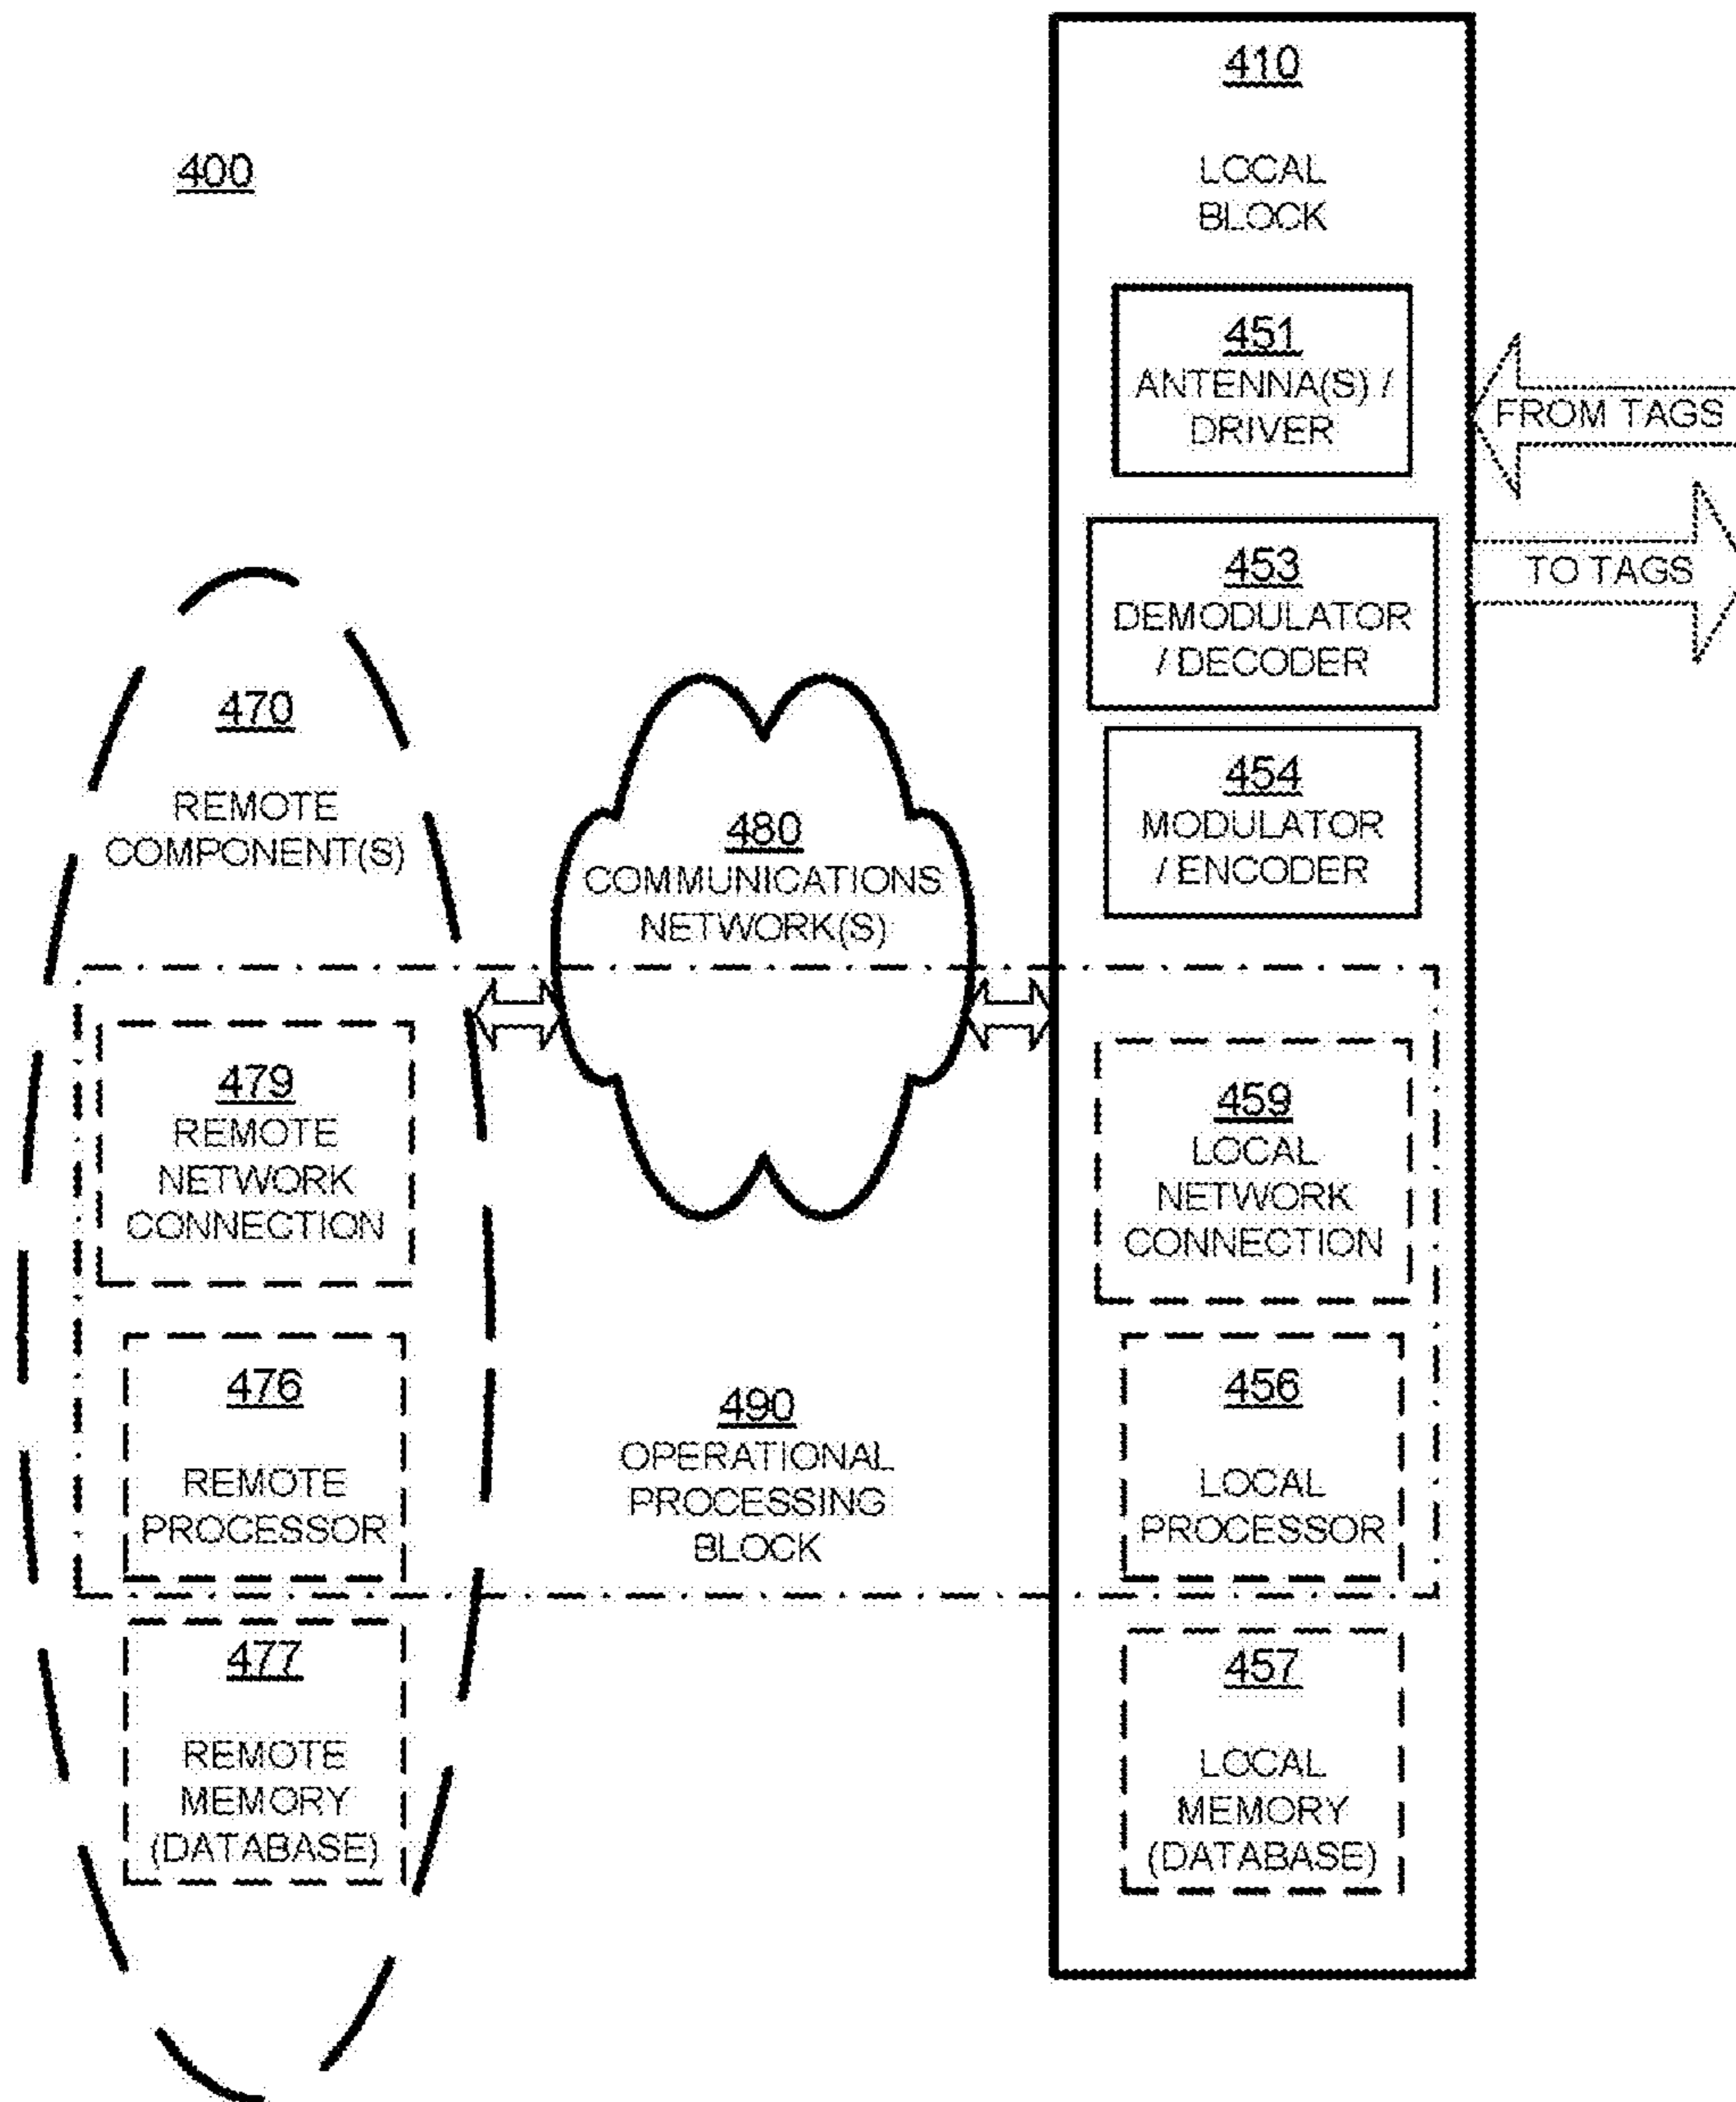 400
410
LOCAL
BLOCK
451
ANTENNA(S) /
DRIVER
FROM TAGS
453
DEMODULATOR
/ DECODER
TO TAGS
454
MODULATOR
/ ENCODER
470
REMOTE
COMPONENT(S)
480
COMMUNICATIONS
NETWORK(S)
479
REMOTE
NETWORK
CONNECTION
459
LOCAL
NETWORK
CONNECTION
476
REMOTE
PROCESSOR
490
OPERATIONAL
PROCESSING
BLOCK
456
LOCAL
PROCESSOR
477
REMOTE
MEMORY
(DATABASE)
457
LOCAL
MEMORY
(DATABASE)